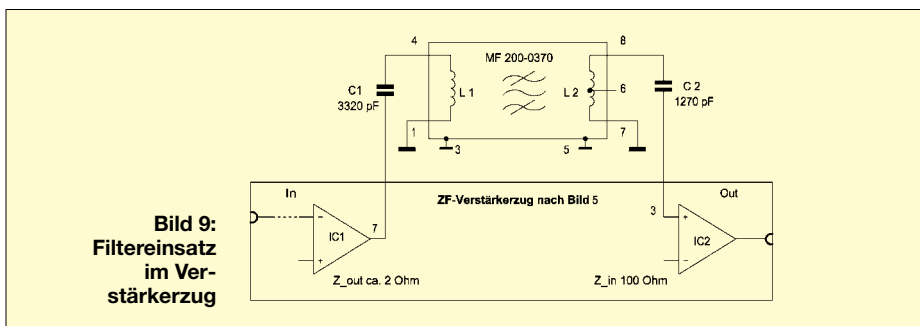 4
8
MF 200-0370
C1
3320 pF
L 1
L 2
6
C 2
1270 pF
1
3
5
7
In
ZF-Verstärkerzug nach Bild 5
Out
Bild 9:
Filtereinsatz
im Ver-
stärkerzug
−
+
IC1
7
Z_out ca. 2 Ohm
3
+
−
IC2
Z_in 100 Ohm